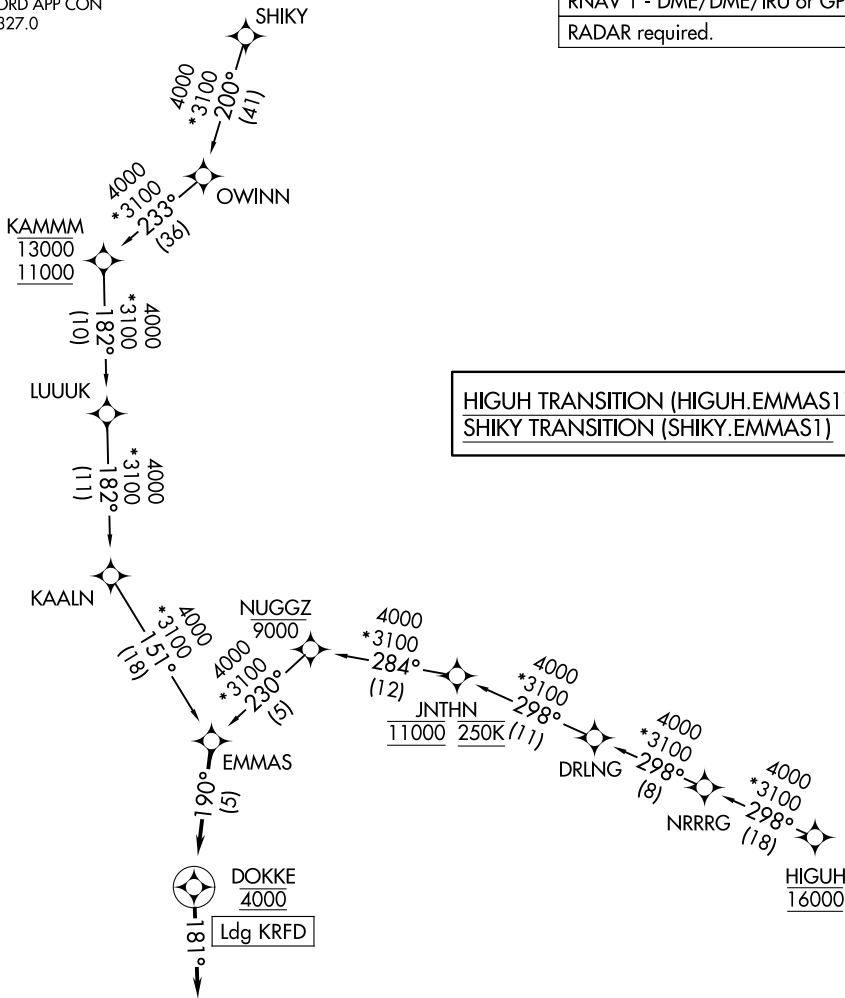 ORD APP CON
327.0
RNAV 1 - DME/DME/IRU or GP
RADAR required.
SHIKY
4000
*3100
200°
(41)
OWINN
4000
*3100
233°
(36)
KAMMM
13000
11000
4000
*3100
182°
(10)
LUUUK
HIGUH TRANSITION (HIGUH.EMMAS1)
SHIKY TRANSITION (SHIKY.EMMAS1)
4000
*3100
182°
(11)
KAALN
4000
*3100
151°
(18)
NUGGZ
9000
4000
*3100
230°
(5)
4000
*3100
284°
(12)
JNTHN
11000 250K
4000
*3100
298°
(11)
DRLNG
4000
*3100
298°
(8)
NRRRG
4000
*3100
298°
(18)
HIGUH
16000
EMMAS
190°
(5)
DOKKE
4000
Ldg KRFD
181°